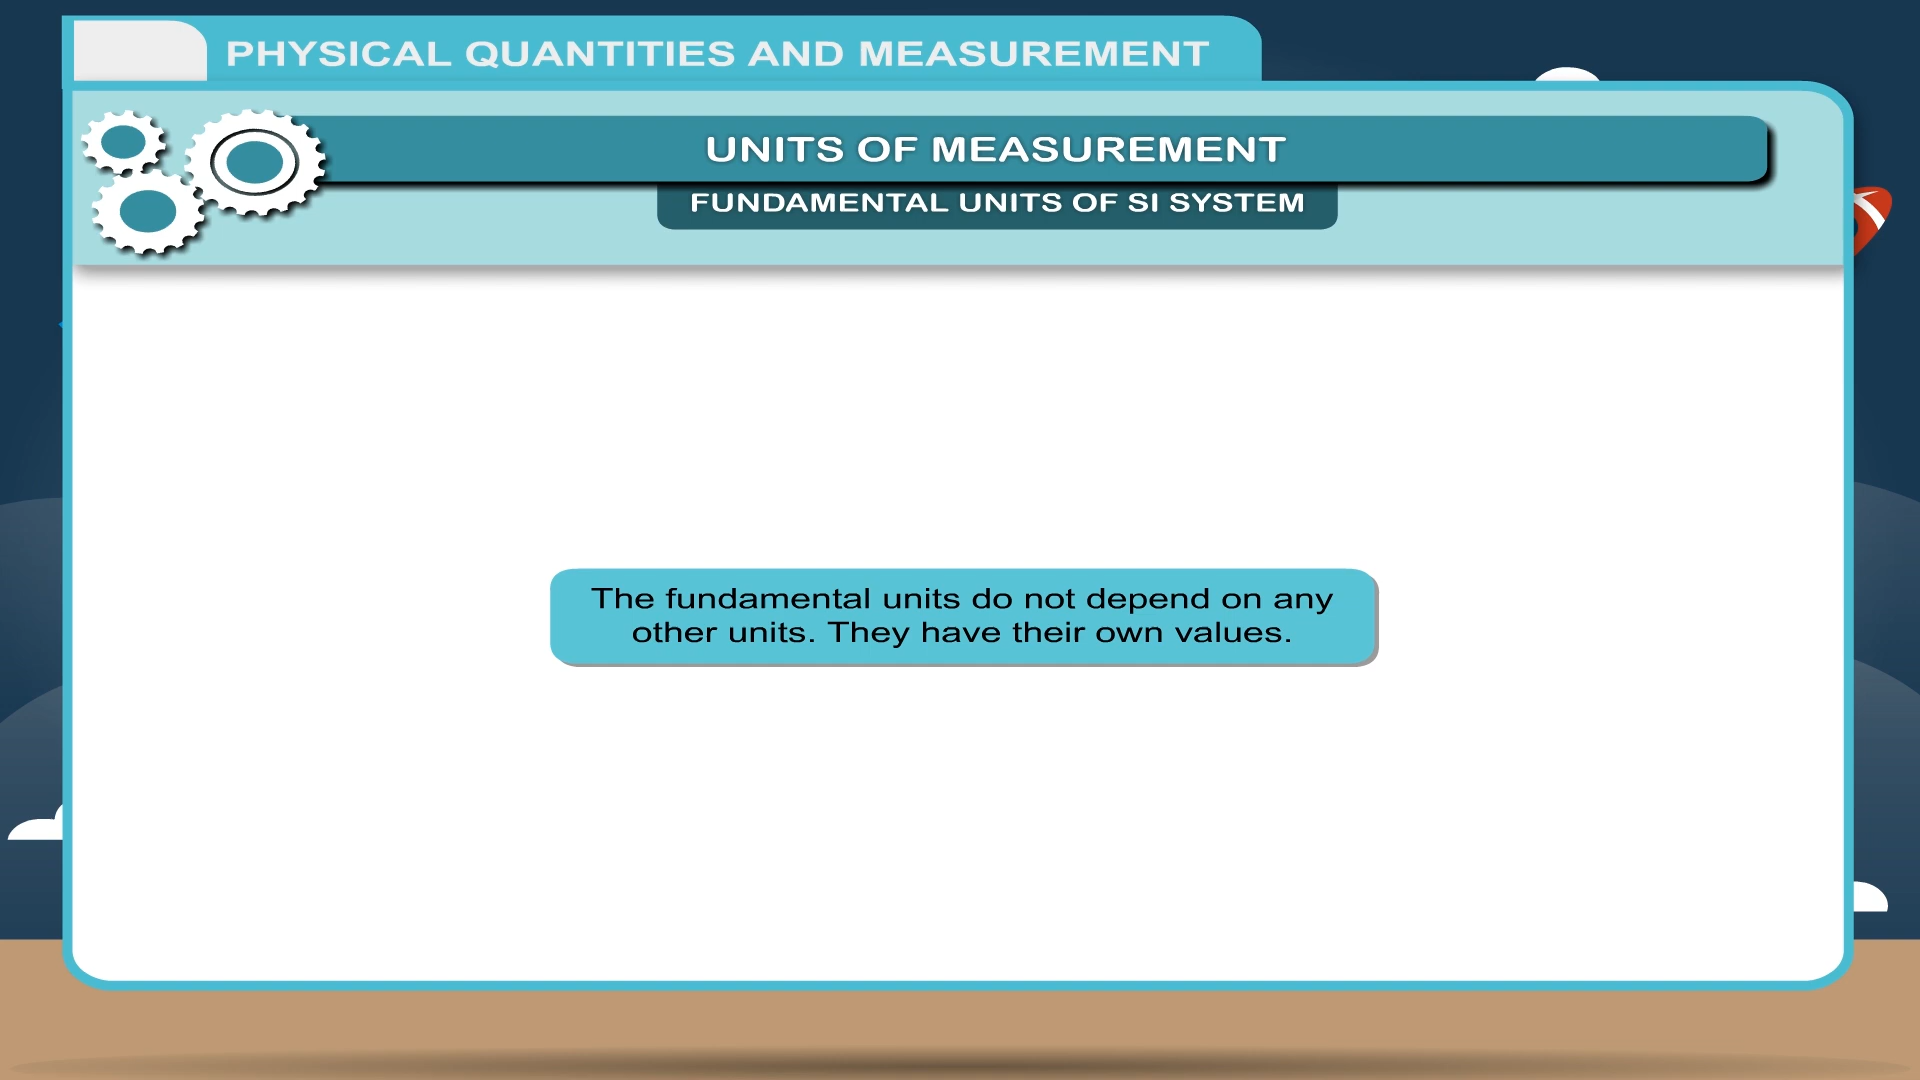 PHYSICAL QUANTITIES AND MEASUREMENT
UNITS OF MEASUREMENT
FUNDAMENTAL UNITS OF SI SYSTEM
The fundamental units do not depend on any
other units. They have their own values.